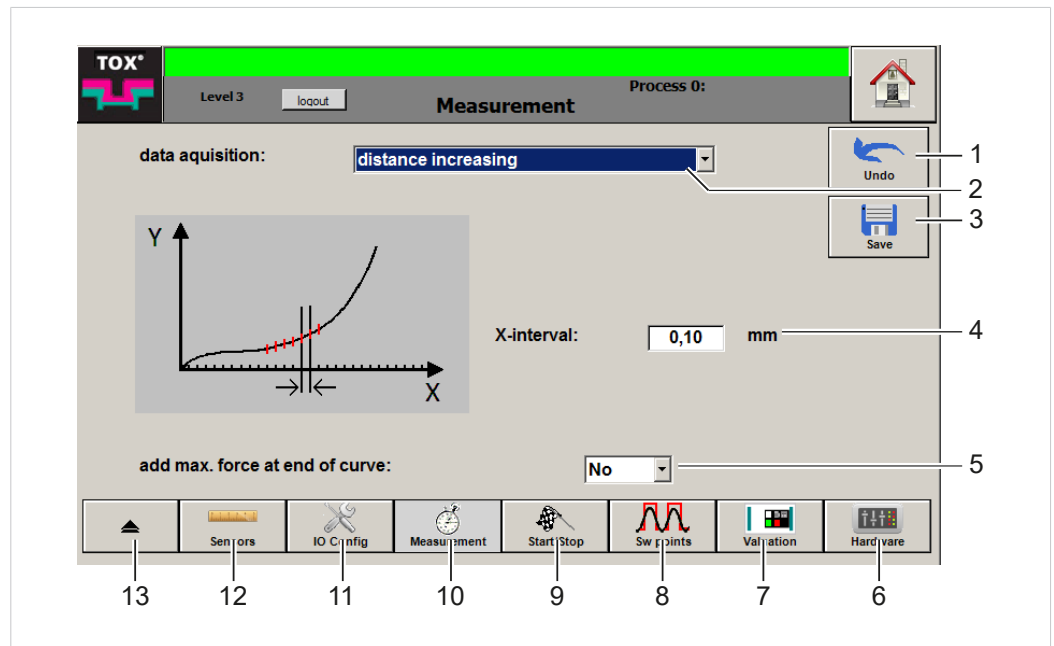 TOX®
Level 3
logout
Measurement
Process 0:
data aquisition:
distance increasing
Undo
1
2
Save
3
Y
X
X-interval:
0,10
mm
4
add max. force at end of curve:
No
5
Sensors
IO Config
Measurement
Start/Stop
Sw points
Valuation
Hardware
13
12
11
10
9
8
7
6